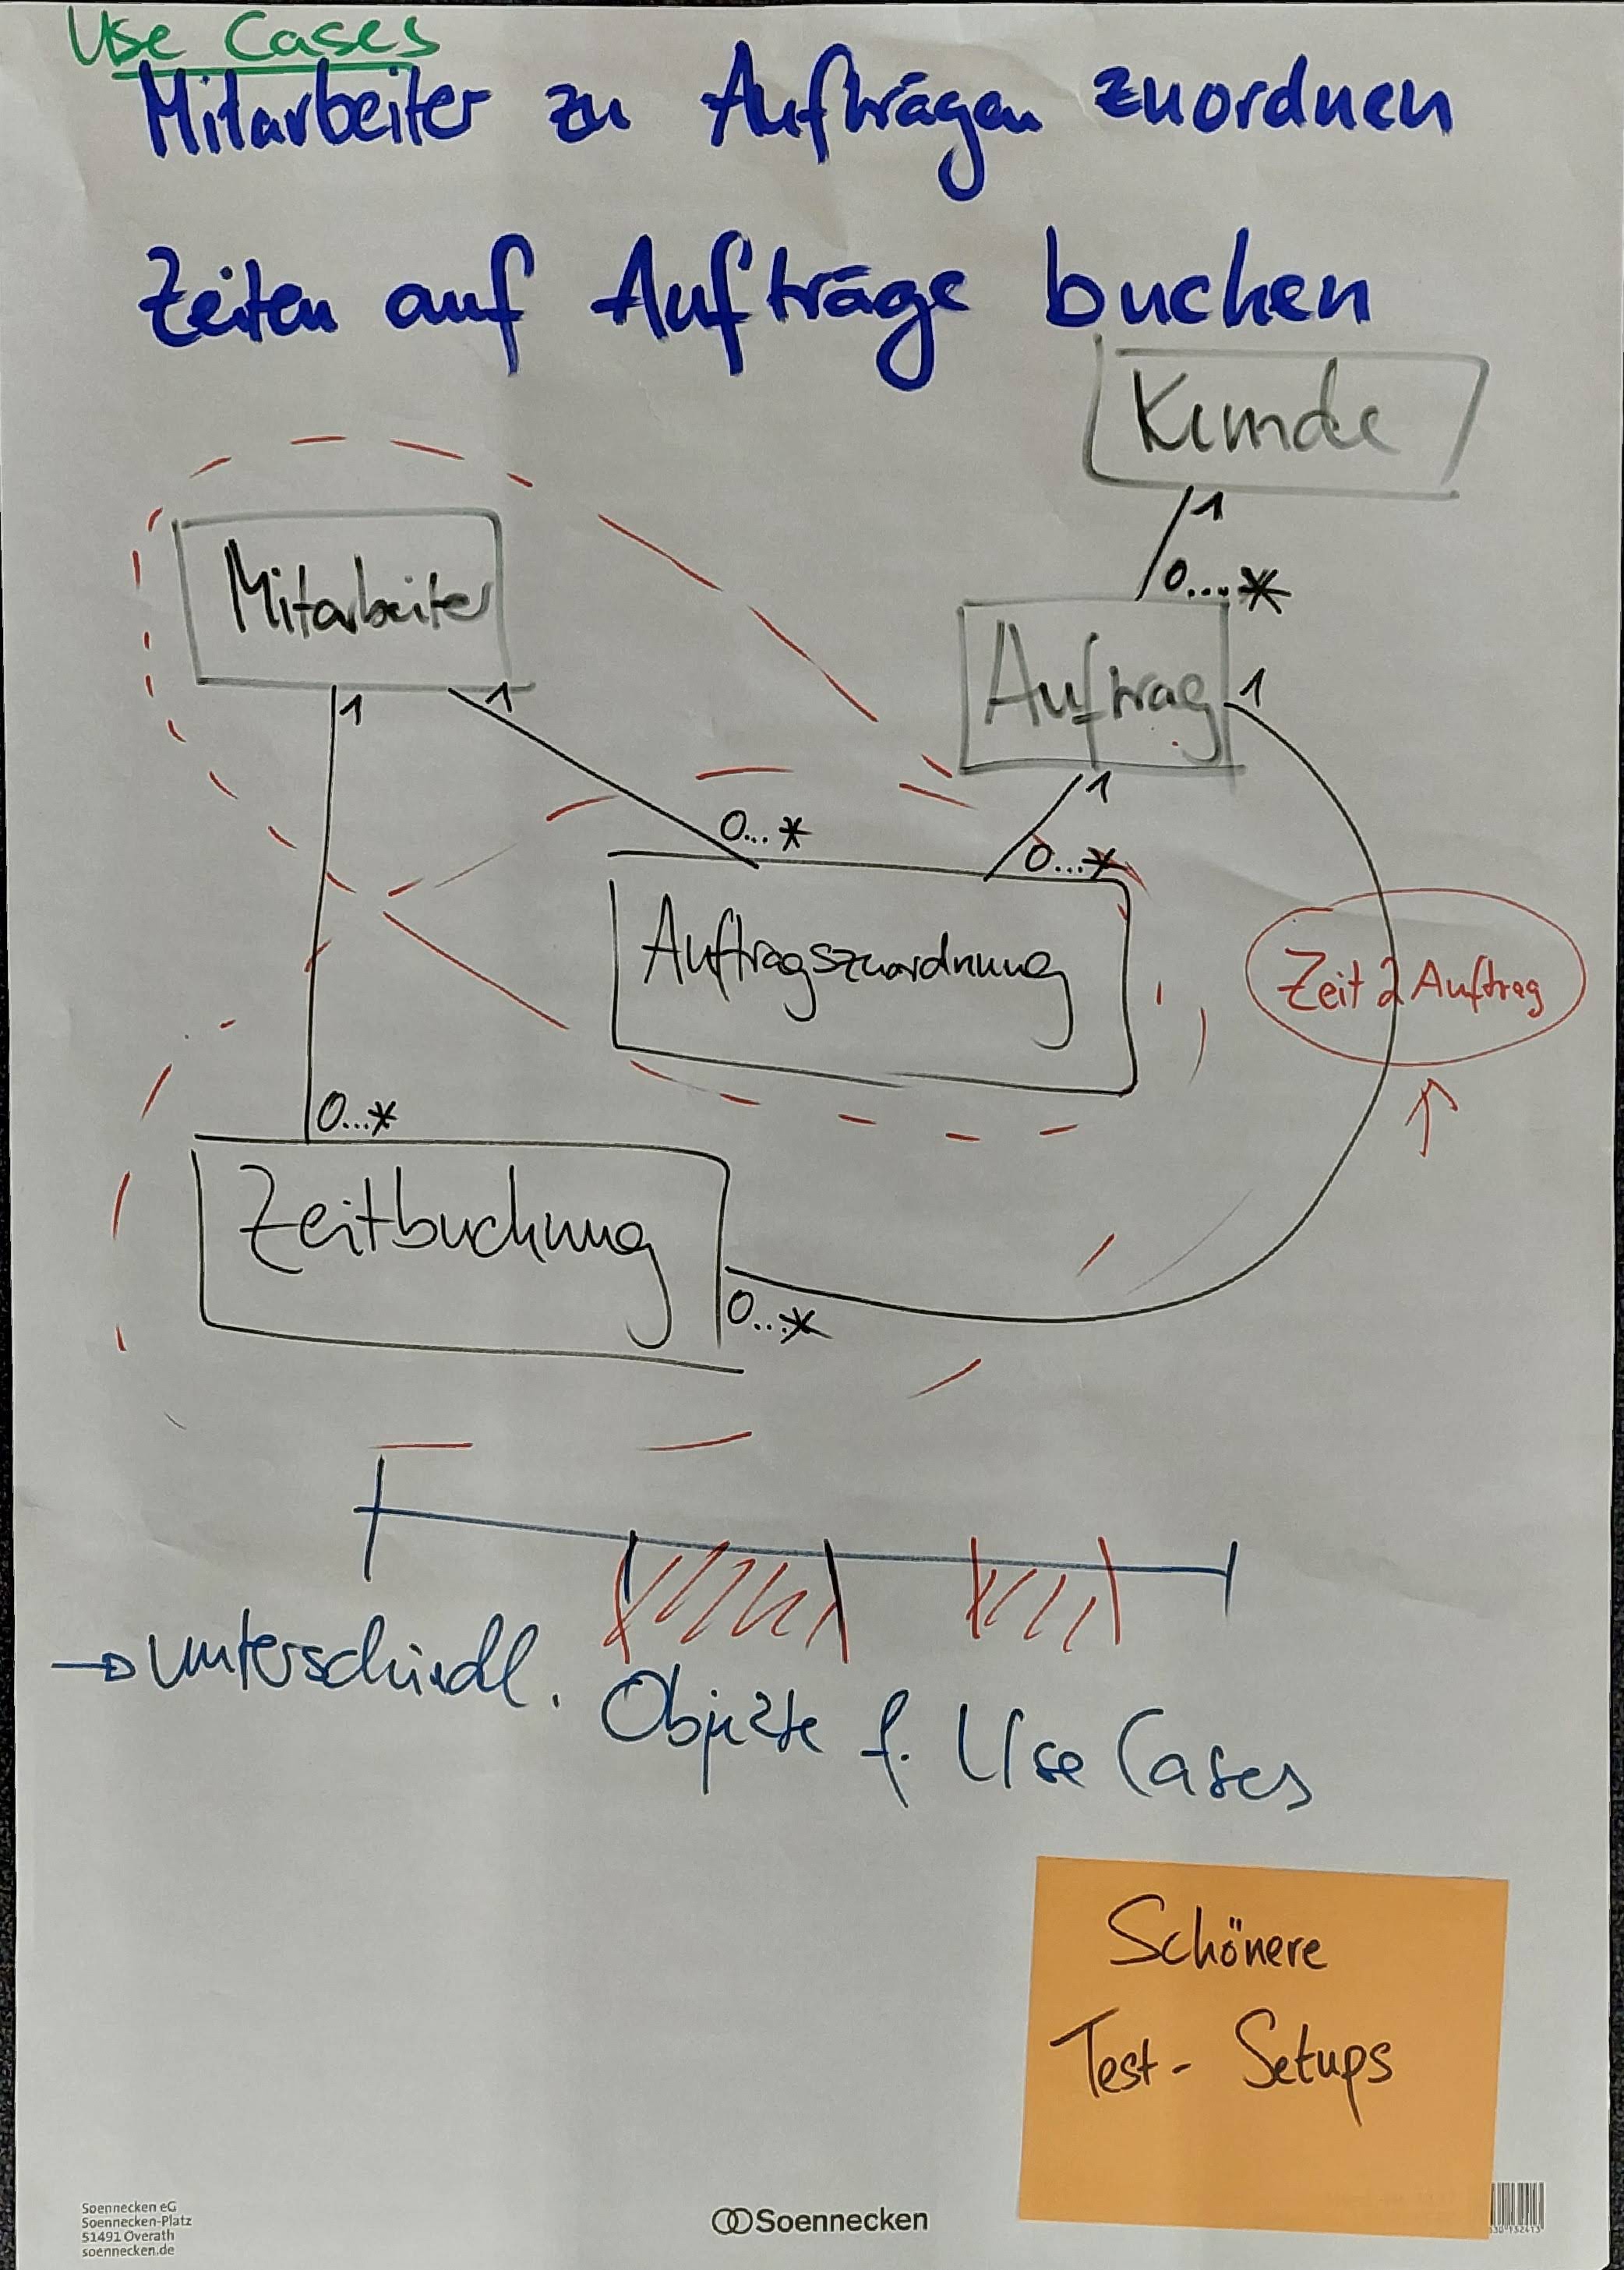 Use Cases
Mitarbeiter zu Aufträgen zuordnen
Zeiten auf Aufträge buchen
Kunde
1
0...*
Mitarbeiter
Auftrag
1
1
1
1
0...*
0...*
Auftragszuordnung
Zeit 2 Auftrag
0...*
Zeitbuchung
0...*
→ unterschiedl. Objekte f. Use Cases
Schönere
Test- Setups
Soennecken eG
Soennecken-Platz
51491 Overath
soennecken.de
Soennecken